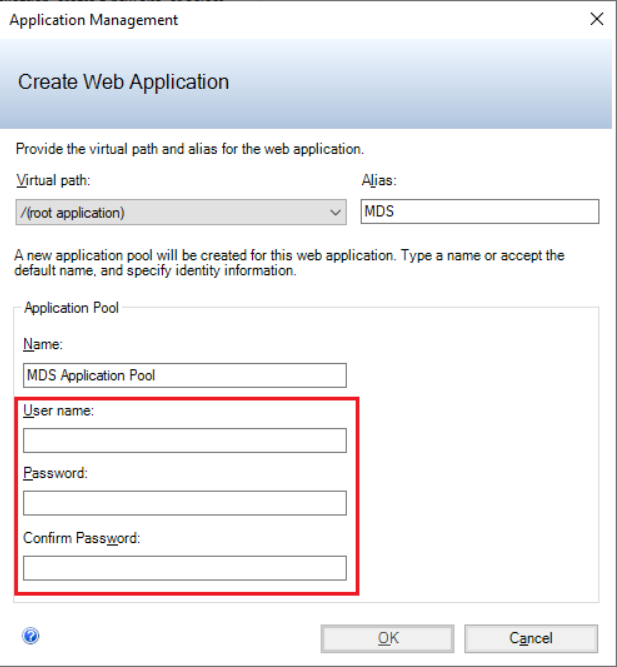 Application Management
Create Web Application
Provide the virtual path and alias for the web application.
Virtual path:
Alias:
/(root application)
MDS
A new application pool will be created for this web application. Type a name or accept the
default name, and specify identity information.
Application Pool
Name:
MDS Application Pool
User name:
Password:
Confirm Password:
?
OK
Cancel